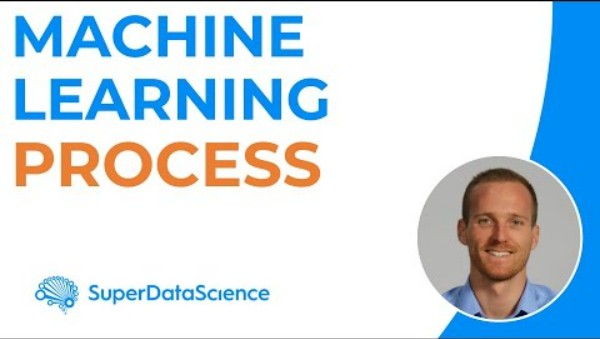 MACHINE
LEARNING
PROCESS
SuperDataScience